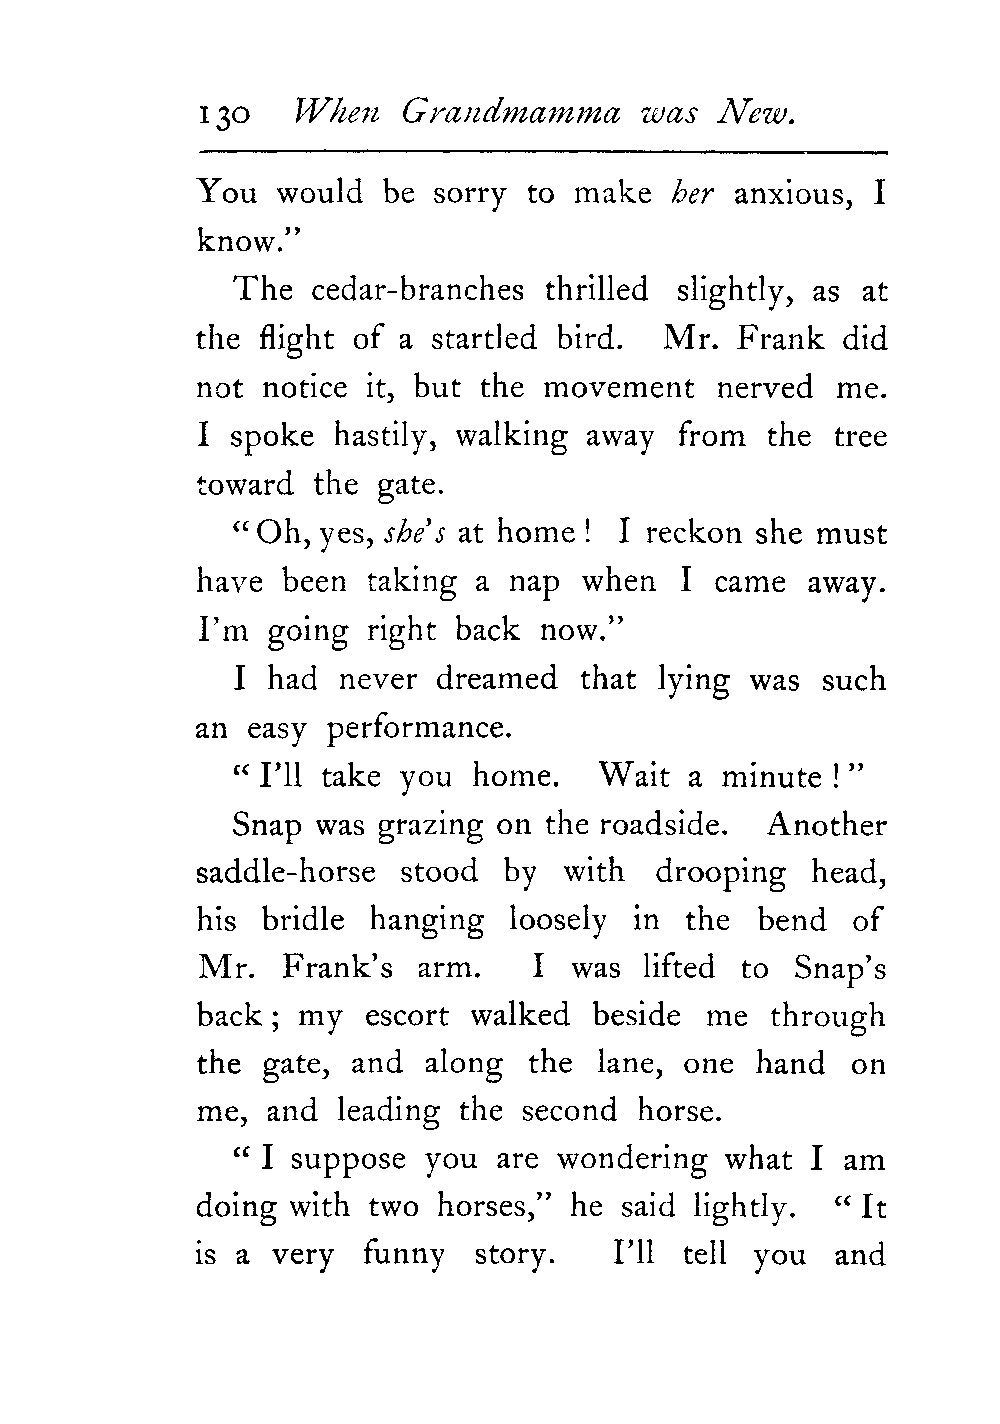 130 When Grandmamma was New.
You would be sorry to make her anxious, I
know."
The cedar-branches thrilled slightly, as at
the flight of a startled bird. Mr. Frank did
not notice it, but the movement nerved me.
I spoke hastily, walking away from the tree
toward the gate.
"Oh, yes, she's at home! I reckon she must
have been taking a nap when I came away.
I'm going right back now."
I had never dreamed that lying was such
an easy performance.
"I'll take you home. Wait a minute!"
Snap was grazing on the roadside. Another
saddle-horse stood by with drooping head,
his bridle hanging loosely in the bend of
Mr. Frank's arm. I was lifted to Snap's
back; my escort walked beside me through
the gate, and along the lane, one hand on
me, and leading the second horse.
"I suppose you are wondering what I am
doing with two horses," he said lightly. "It
is a very funny story. I'll tell you and